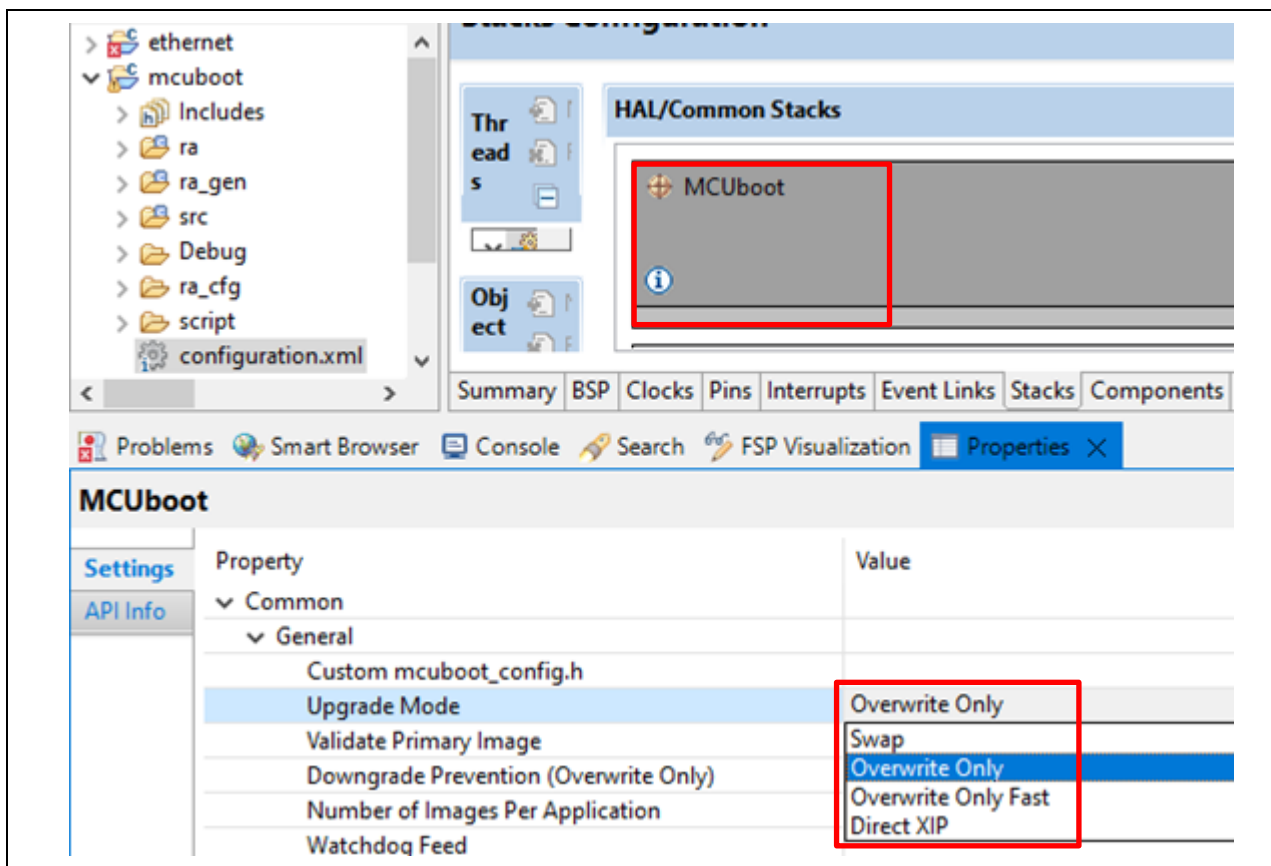 Stacks Configuration
ethernet
mcuboot
Includes
ra
ra_gen
src
Debug
ra_cfg
script
configuration.xml
Thr
ead
s
HAL/Common Stacks
MCUboot
Obj
ect
Summary BSP Clocks Pins Interrupts Event Links Stacks Components
Problems Smart Browser Console Search FSP Visualization Properties
MCUboot
Settings
API Info
Property Value
Common
General
Custom mcuboot_config.h
Upgrade Mode Overwrite Only
Validate Primary Image Swap
Downgrade Prevention (Overwrite Only) Overwrite Only
Number of Images Per Application Overwrite Only Fast
Direct XIP
Watchdog Feed